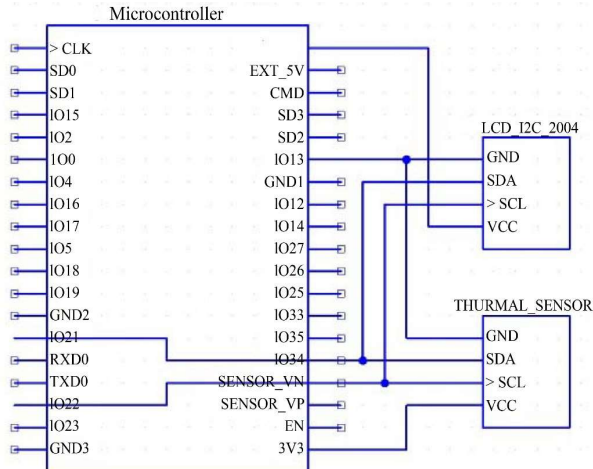 Microcontroller
> CLK
SD0
SD1
IO15
IO2
1O0
IO4
IO16
IO17
IO5
IO18
IO19
GND2
IO21
RXD0
TXD0
IO22
IO23
GND3
EXT_5V
CMD
SD3
SD2
IO13
GND1
IO12
IO14
IO27
IO26
IO25
IO33
IO35
IO34
SENSOR_VN
SENSOR_VP
EN
3V3
LCD_I2C_2004
GND
SDA
> SCL
VCC
THURMAL_SENSOR
GND
SDA
> SCL
VCC